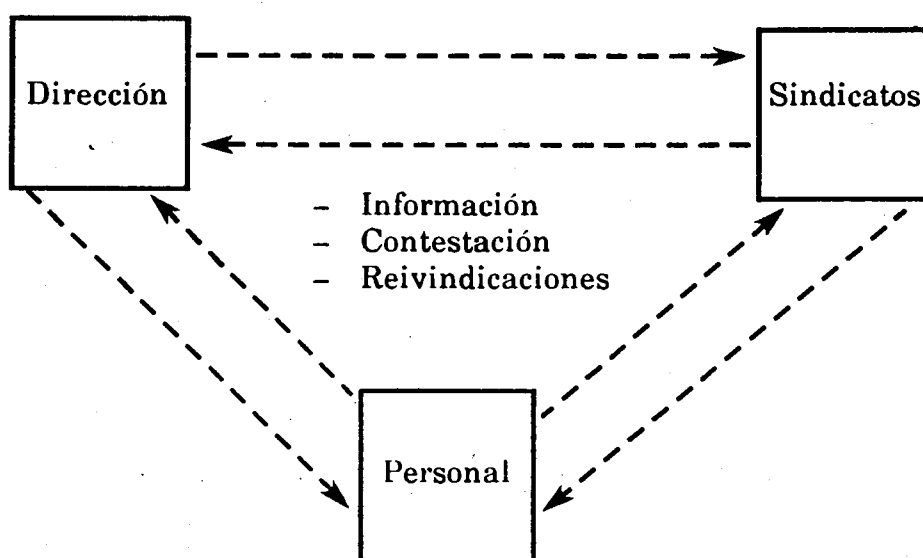 Dirección
Sindicatos
- Información
- Contestación
- Reivindicaciones
Personal